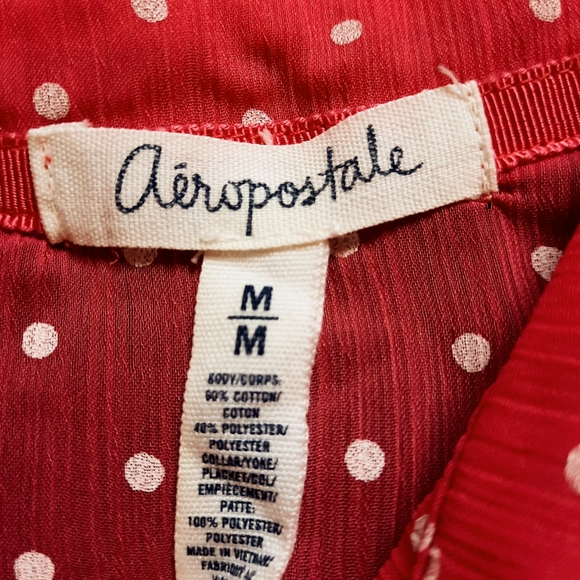 aéropostale
M
M
BODY/CORPS:
60% COTTON/
COTON
40% POLYESTER/
POLYESTER
COLLAR/YOKE/
PLACKET/COL/
EMPIÈCEMENT/
PATTE:
100% POLYESTER/
POLYESTER
MADE IN VIETNAM/